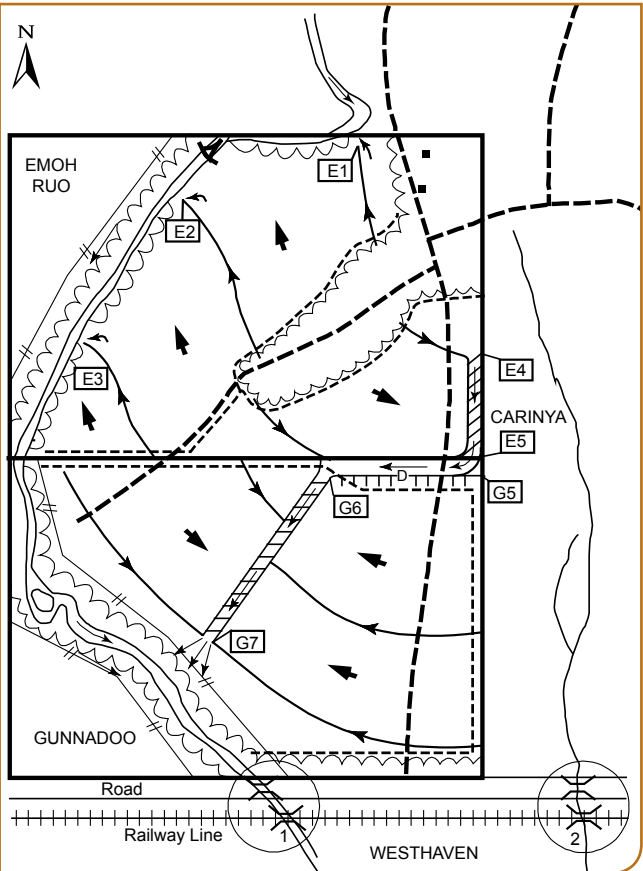 N
EMOH
RUO
E1
E2
E3
E4
CARINYA
E5
D
G5
G6
G7
GUNNADOO
Road
1
2
Railway Line
WESTHAVEN